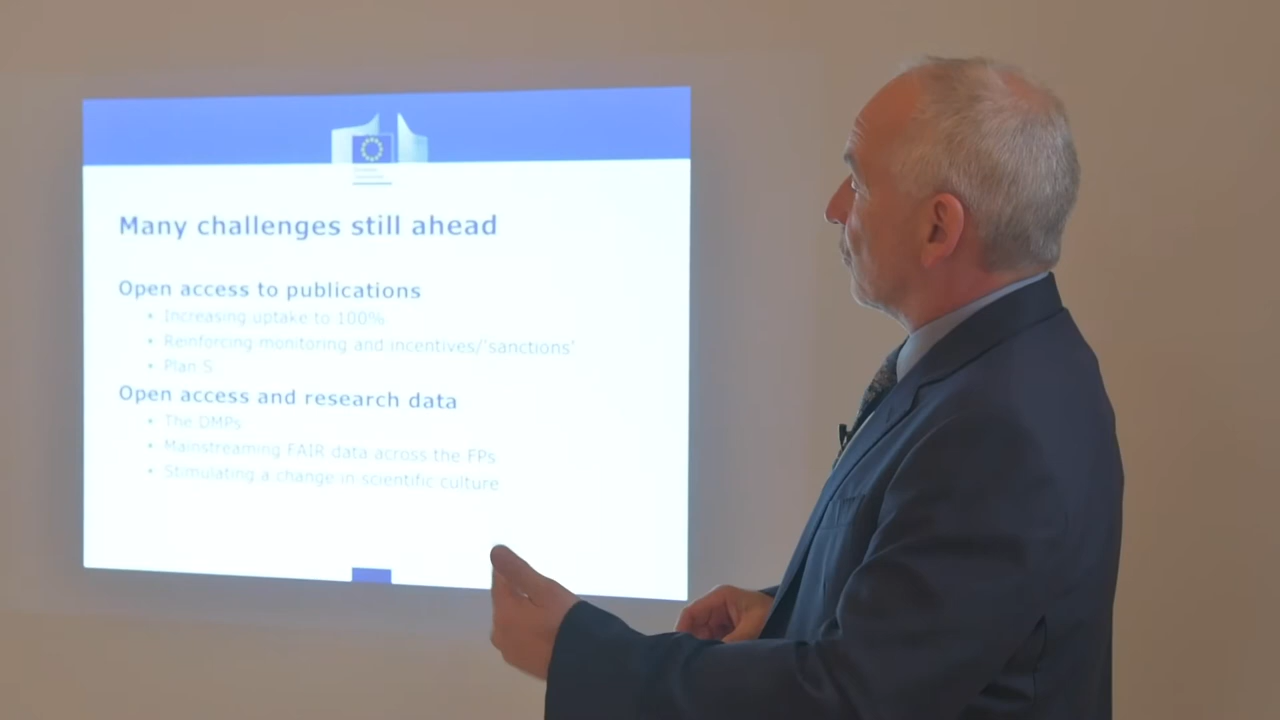 Many challenges still ahead
Open access to publications
• Increasing uptake to 100%
• Reinforcing monitoring and incentives/'sanctions'
• Plan S
Open access and research data
• The DMPs
• Mainstreaming FAIR data across the FPs
• Stimulating a change in scientific culture